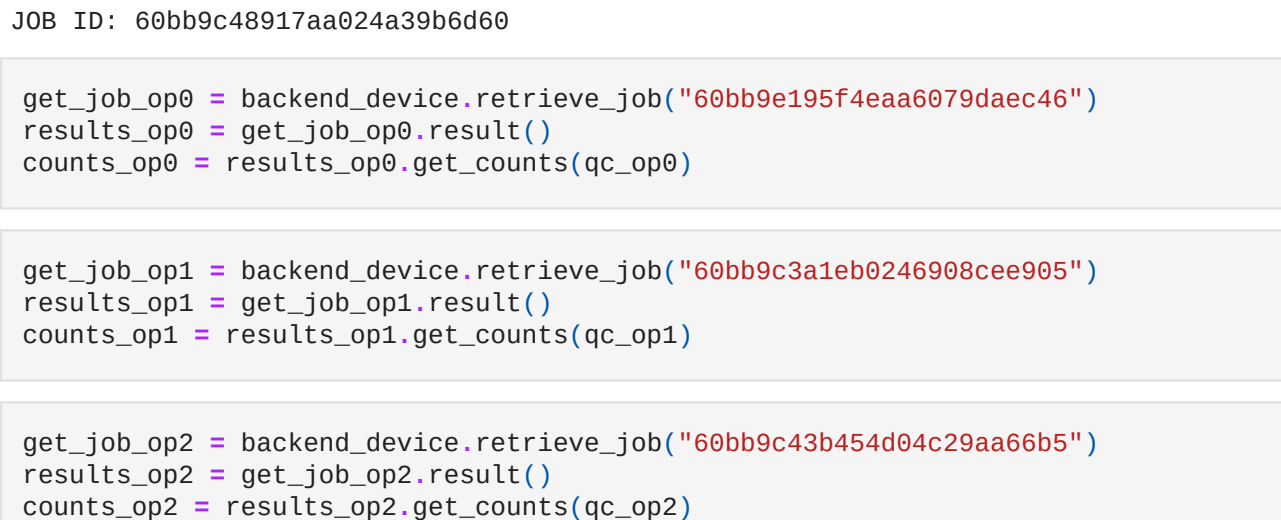 JOB ID: 60bb9c48917aa024a39b6d60
get_job_op0 = backend_device.retrieve_job("60bb9e195f4eaa6079daec46")
results_op0 = get_job_op0.result()
counts_op0 = results_op0.get_counts(qc_op0)
get_job_op1 = backend_device.retrieve_job("60bb9c3a1eb0246908cee905")
results_op1 = get_job_op1.result()
counts_op1 = results_op1.get_counts(qc_op1)
get_job_op2 = backend_device.retrieve_job("60bb9c43b454d04c29aa66b5")
results_op2 = get_job_op2.result()
counts_op2 = results_op2.get_counts(qc_op2)